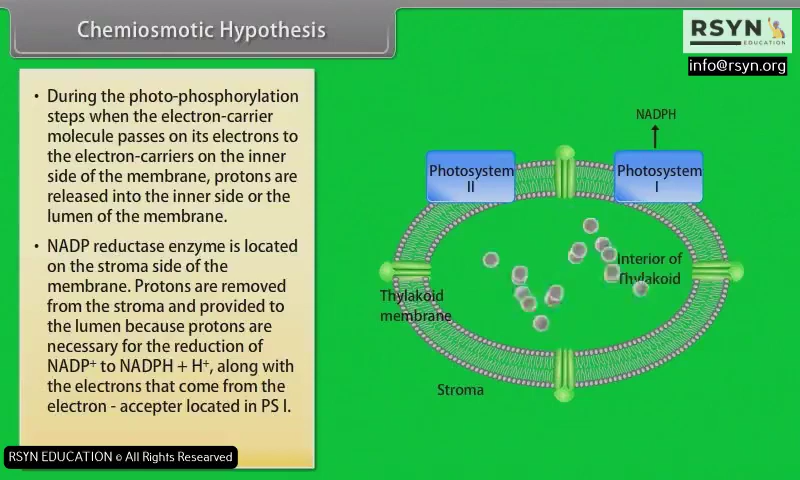 Chemiosmotic Hypothesis
RSYN
EDUCATION
info@rsyn.org
• During the photo-phosphorylation
steps when the electron-carrier
molecule passes on its electrons to
the electron-carriers on the inner
side of the membrane, protons are
released into the inner side or the
lumen of the membrane.
• NADP reductase enzyme is located
on the stroma side of the
membrane. Protons are removed
from the stroma and provided to
the lumen because protons are
necessary for the reduction of
NADP⁺ to NADPH + H⁺, along with
the electrons that come from the
electron - accepter located in PS I.
NADPH
Photosystem
II
Photosystem
I
Interior of
Thylakoid
Thylakoid
membrane
Stroma
RSYN EDUCATION © All Rights Researved